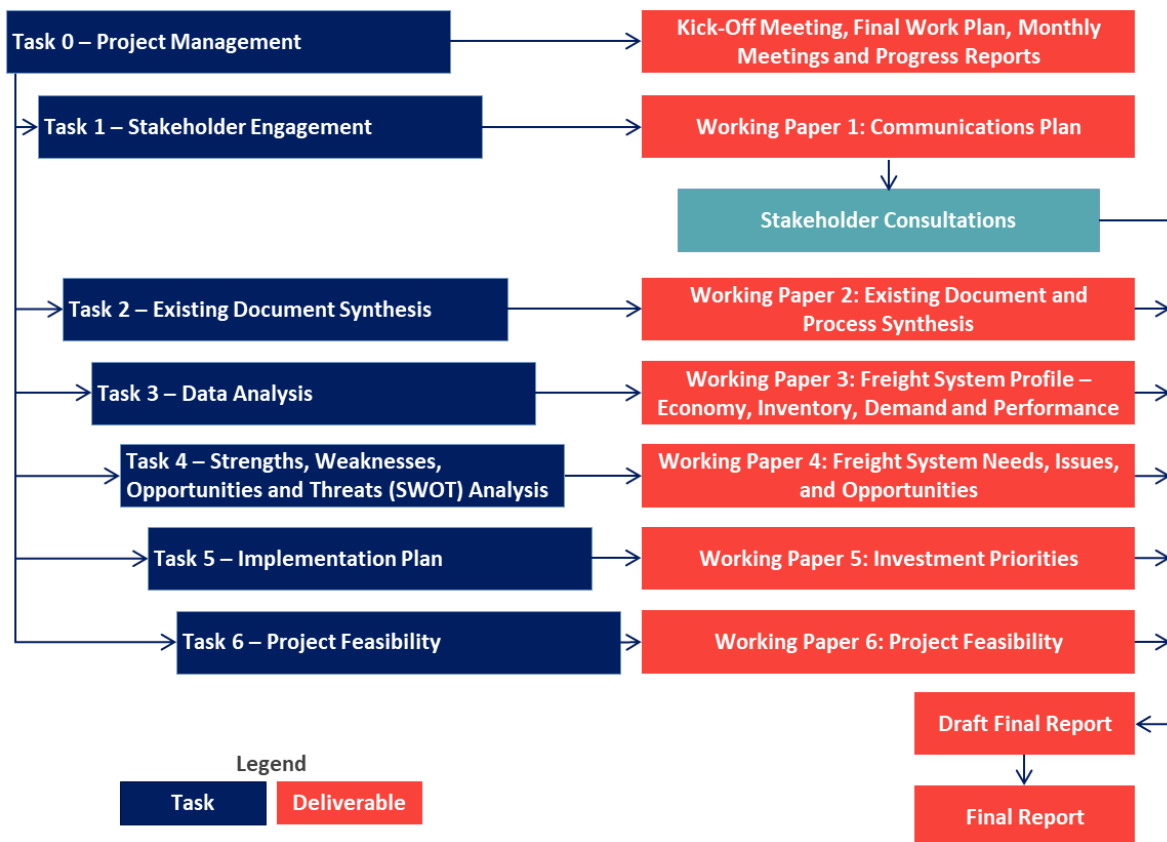 Task 0 – Project Management
Kick-Off Meeting, Final Work Plan, Monthly
Meetings and Progress Reports
Task 1 – Stakeholder Engagement
Working Paper 1: Communications Plan
Stakeholder Consultations
Task 2 – Existing Document Synthesis
Working Paper 2: Existing Document and
Process Synthesis
Task 3 – Data Analysis
Working Paper 3: Freight System Profile –
Economy, Inventory, Demand and Performance
Task 4 – Strengths, Weaknesses,
Opportunities and Threats (SWOT) Analysis
Working Paper 4: Freight System Needs, Issues,
and Opportunities
Task 5 – Implementation Plan
Working Paper 5: Investment Priorities
Task 6 – Project Feasibility
Working Paper 6: Project Feasibility
Draft Final Report
Final Report
Legend
Task
Deliverable